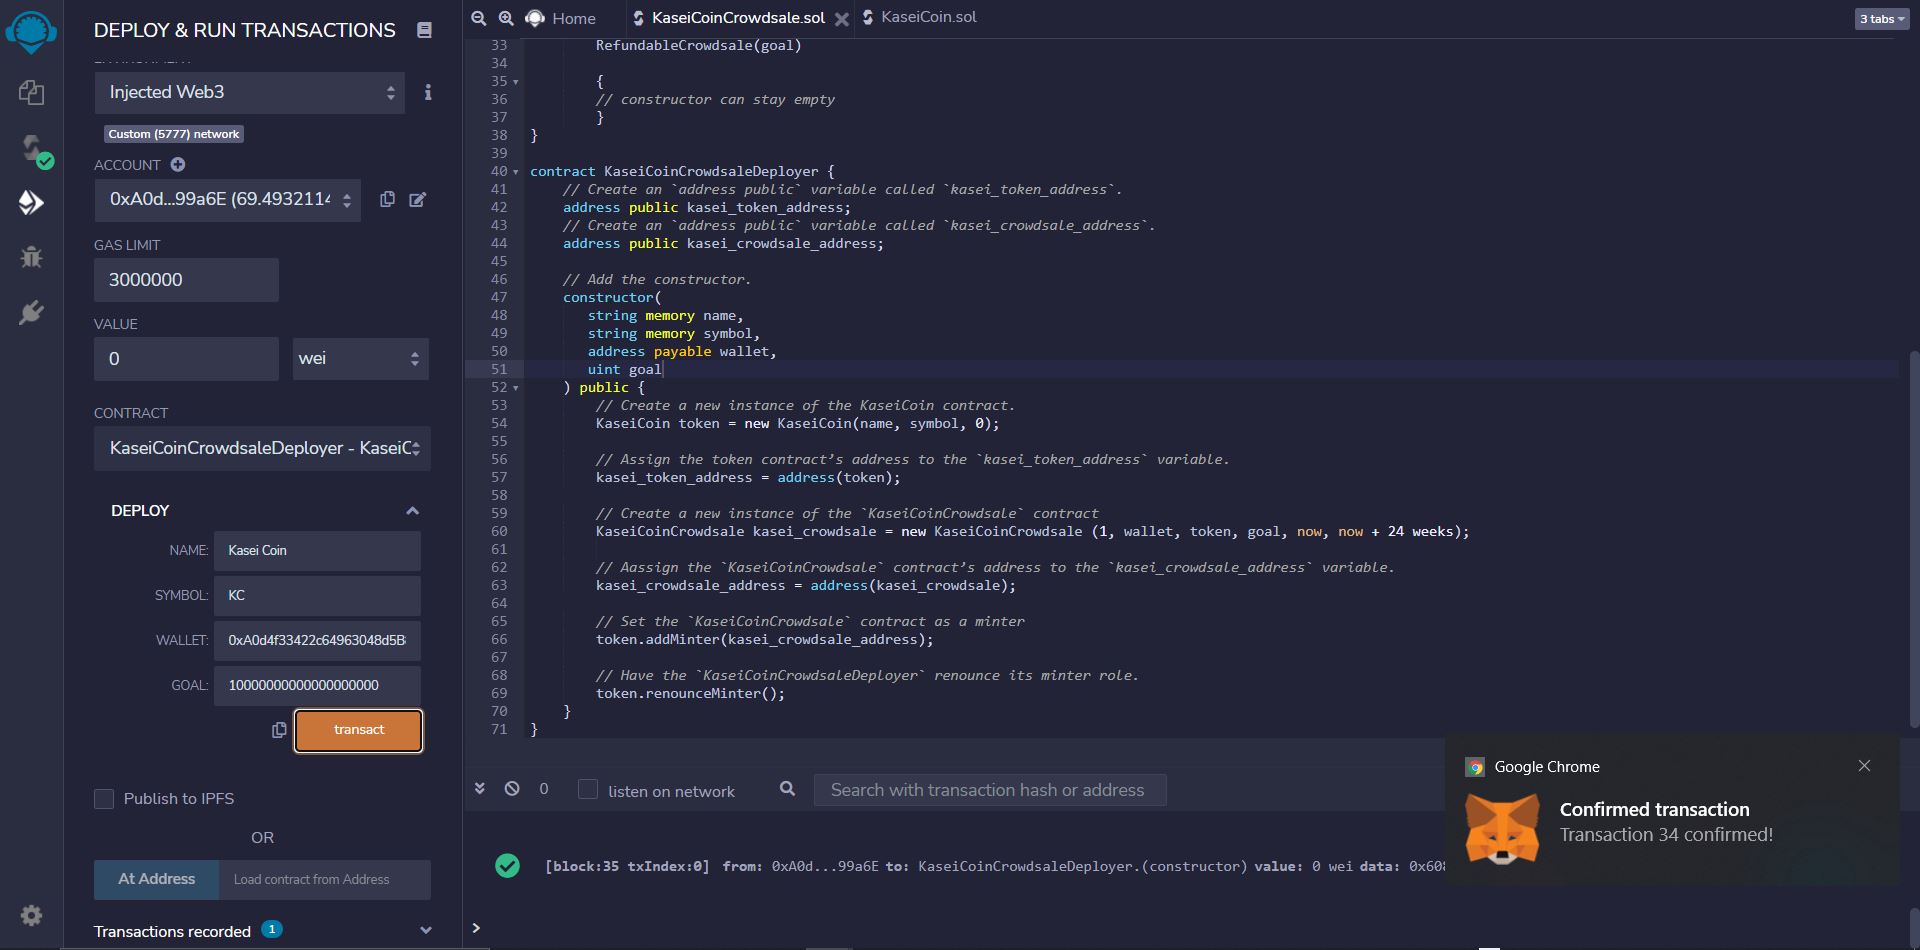 DEPLOY & RUN TRANSACTIONS
Injected Web3
Custom (5777) network
ACCOUNT
0xA0d...99a6E (69.4932114
GAS LIMIT
3000000
VALUE
0
wei
CONTRACT
KaseiCoinCrowdsaleDeployer - KaseiC
DEPLOY
NAME: Kasei Coin
SYMBOL: KC
WALLET: 0xA0d4f33422c64963048d5B
GOAL: 10000000000000000000
transact
Publish to IPFS
OR
At Address Load contract from Address
Transactions recorded 1
Home KaseiCoinCrowdsale.sol KaseiCoin.sol 3 tabs
33 RefundableCrowdsale(goal)
34
35 {
36 // constructor can stay empty
37 }
38 }
39
40 contract KaseiCoinCrowdsaleDeployer {
41 // Create an `address public` variable called `kasei_token_address`.
42 address public kasei_token_address;
43 // Create an `address public` variable called `kasei_crowdsale_address`.
44 address public kasei_crowdsale_address;
45
46 // Add the constructor.
47 constructor(
48 string memory name,
49 string memory symbol,
50 address payable wallet,
51 uint goal
52 ) public {
53 // Create a new instance of the KaseiCoin contract.
54 KaseiCoin token = new KaseiCoin(name, symbol, 0);
55
56 // Assign the token contract’s address to the `kasei_token_address` variable.
57 kasei_token_address = address(token);
58
59 // Create a new instance of the `KaseiCoinCrowdsale` contract
60 KaseiCoinCrowdsale kasei_crowdsale = new KaseiCoinCrowdsale (1, wallet, token, goal, now, now + 24 weeks);
61
62 // Aassign the `KaseiCoinCrowdsale` contract’s address to the `kasei_crowdsale_address` variable.
63 kasei_crowdsale_address = address(kasei_crowdsale);
64
65 // Set the `KaseiCoinCrowdsale` contract as a minter
66 token.addMinter(kasei_crowdsale_address);
67
68 // Have the `KaseiCoinCrowdsaleDeployer` renounce its minter role.
69 token.renounceMinter();
70 }
71 }
0 listen on network Search with transaction hash or address
[block:35 txIndex:0] from: 0xA0d...99a6E to: KaseiCoinCrowdsaleDeployer.(constructor) value: 0 wei data: 0x608
>
Google Chrome
Confirmed transaction
Transaction 34 confirmed!